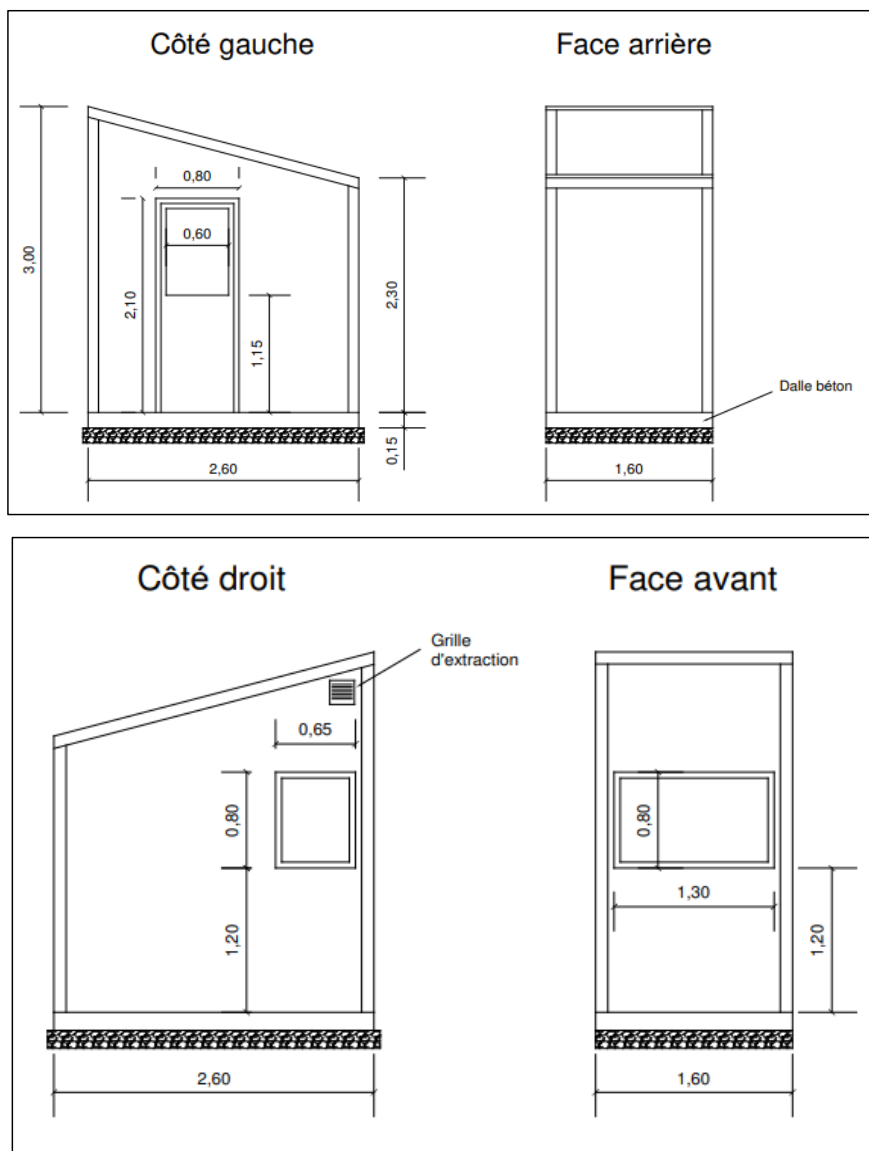 Côté gauche
Face arrière
0,80
0,60
3,00
2,10
1,15
2,30
Dalle béton
0,15
2,60
1,60
Côté droit
Face avant
Grille
d'extraction
0,65
0,80
0,80
1,30
1,20
1,20
2,60
1,60